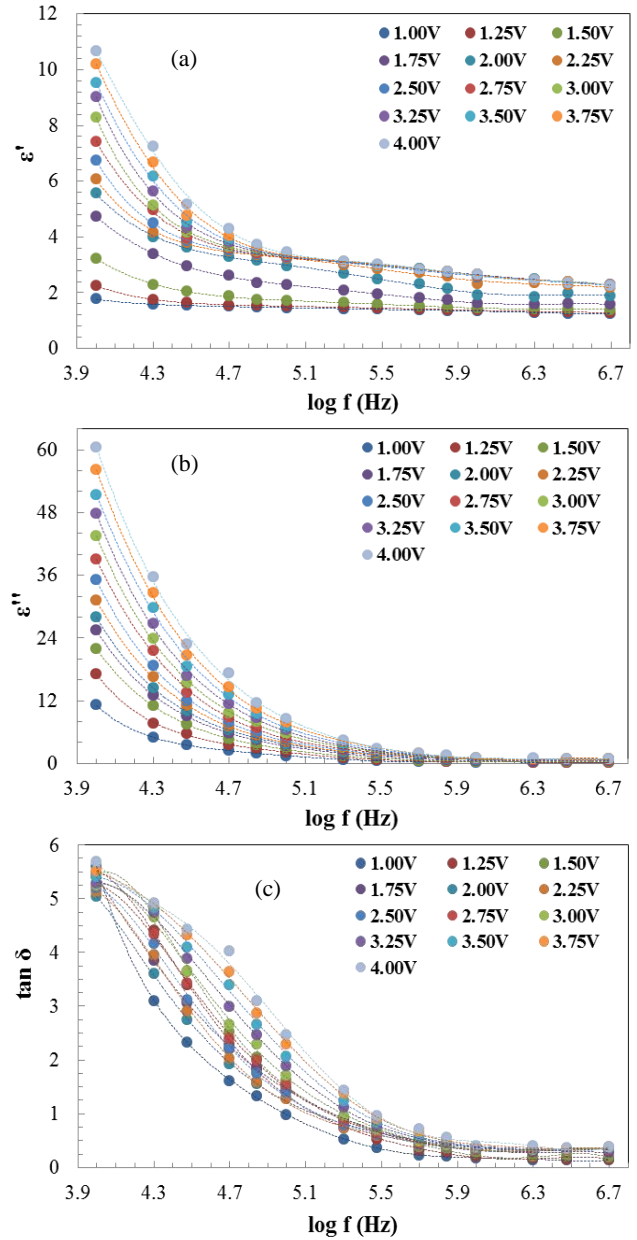 12
10
8
6
4
2
0
ε'
(a)
1.00V 1.25V 1.50V
1.75V 2.00V 2.25V
2.50V 2.75V 3.00V
3.25V 3.50V 3.75V
4.00V
3.9 4.3 4.7 5.1 5.5 5.9 6.3 6.7
log f (Hz)
60
48
36
24
12
0
ε''
(b)
1.00V 1.25V 1.50V
1.75V 2.00V 2.25V
2.50V 2.75V 3.00V
3.25V 3.50V 3.75V
4.00V
3.9 4.3 4.7 5.1 5.5 5.9 6.3 6.7
log f (Hz)
6
5
4
3
2
1
0
tan δ
(c)
1.00V 1.25V 1.50V
1.75V 2.00V 2.25V
2.50V 2.75V 3.00V
3.25V 3.50V 3.75V
4.00V
3.9 4.3 4.7 5.1 5.5 5.9 6.3 6.7
log f (Hz)